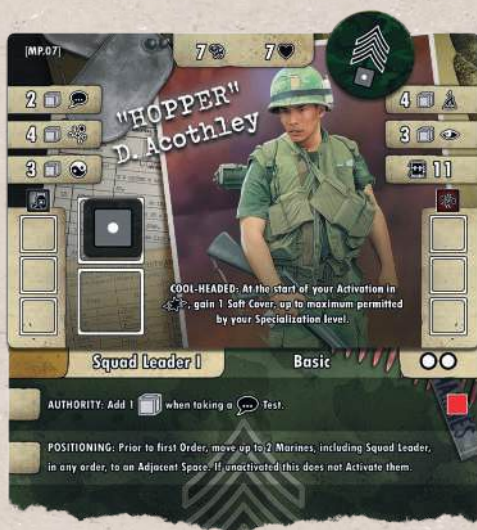 [MP.07]
7 7
2
4
"HOPPER"
D. Acothley
4
3
3
11
COOL-HEADED: At the start of your Activation in
, gain 1 Soft Cover, up to maximum permitted
by your Specialization level.
Squad Leader I Basic
AUTHORITY: Add 1 when taking a Test.
POSITIONING: Prior to first Order, move up to 2 Marines, including Squad Leader,
in any order, to an Adjacent Space. If unactivated this does not Activate them.